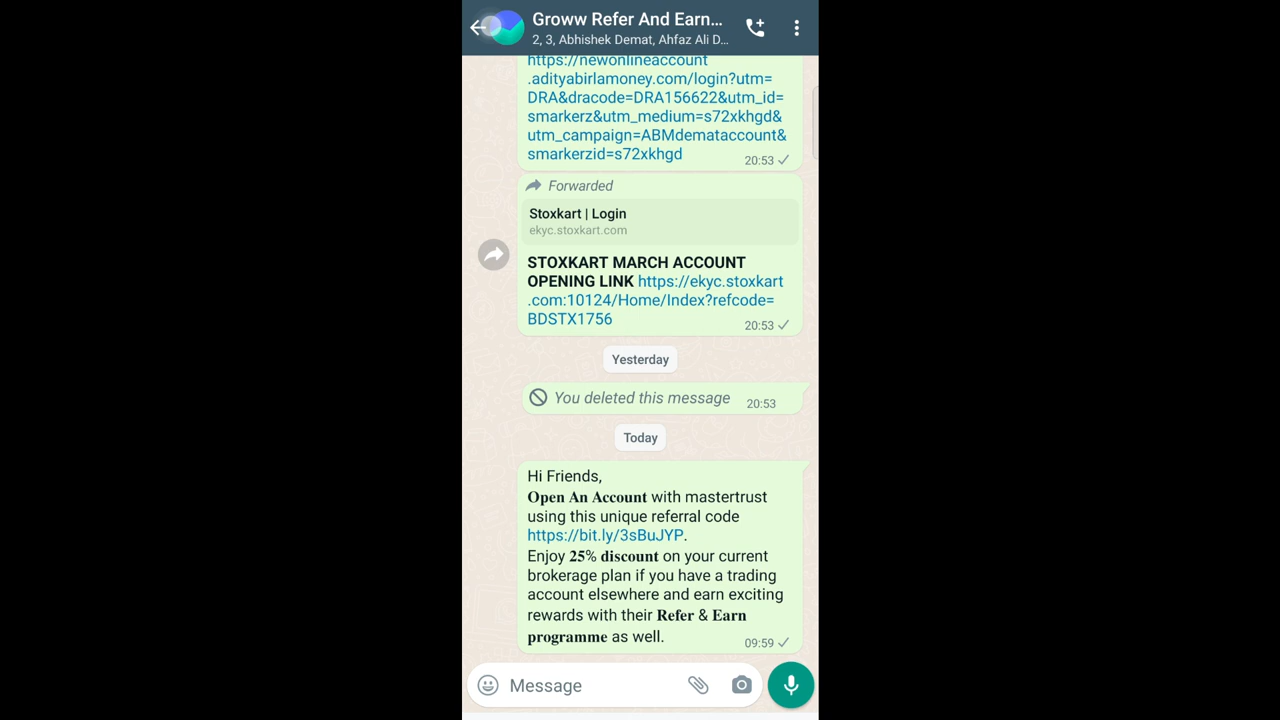 Groww Refer And Earn...
2, 3, Abhishek Demat, Ahfaz Ali D...
https://newonlineaccount
.adityabirlamoney.com/login?utm=
DRA&dracode=DRA156622&utm_id=
smarkerz&utm_medium=s72xkhgd&
utm_campaign=ABMdemataccount&
smarkerzid=s72xkhgd
20:53
Forwarded
Stoxkart | Login
ekyc.stoxkart.com
STOXKART MARCH ACCOUNT
OPENING LINK https://ekyc.stoxkart
.com:10124/Home/Index?refcode=
BDSTX1756
20:53
Yesterday
You deleted this message 20:53
Today
Hi Friends,
𝐎𝐩𝐞𝐧 𝐀𝐧 𝐀𝐜𝐜𝐨𝐮𝐧𝐭 with mastertrust
using this unique referral code
https://bit.ly/3sBuJYP.
Enjoy 𝟐𝟓% 𝐝𝐢𝐬𝐜𝐨𝐮𝐧𝐭 on your current
brokerage plan if you have a trading
account elsewhere and earn exciting
rewards with their 𝐑𝐞𝐟𝐞𝐫 & 𝐄𝐚𝐫𝐧
𝐩𝐫𝐨𝐠𝐫𝐚𝐦𝐦𝐞 as well.
09:59
Message